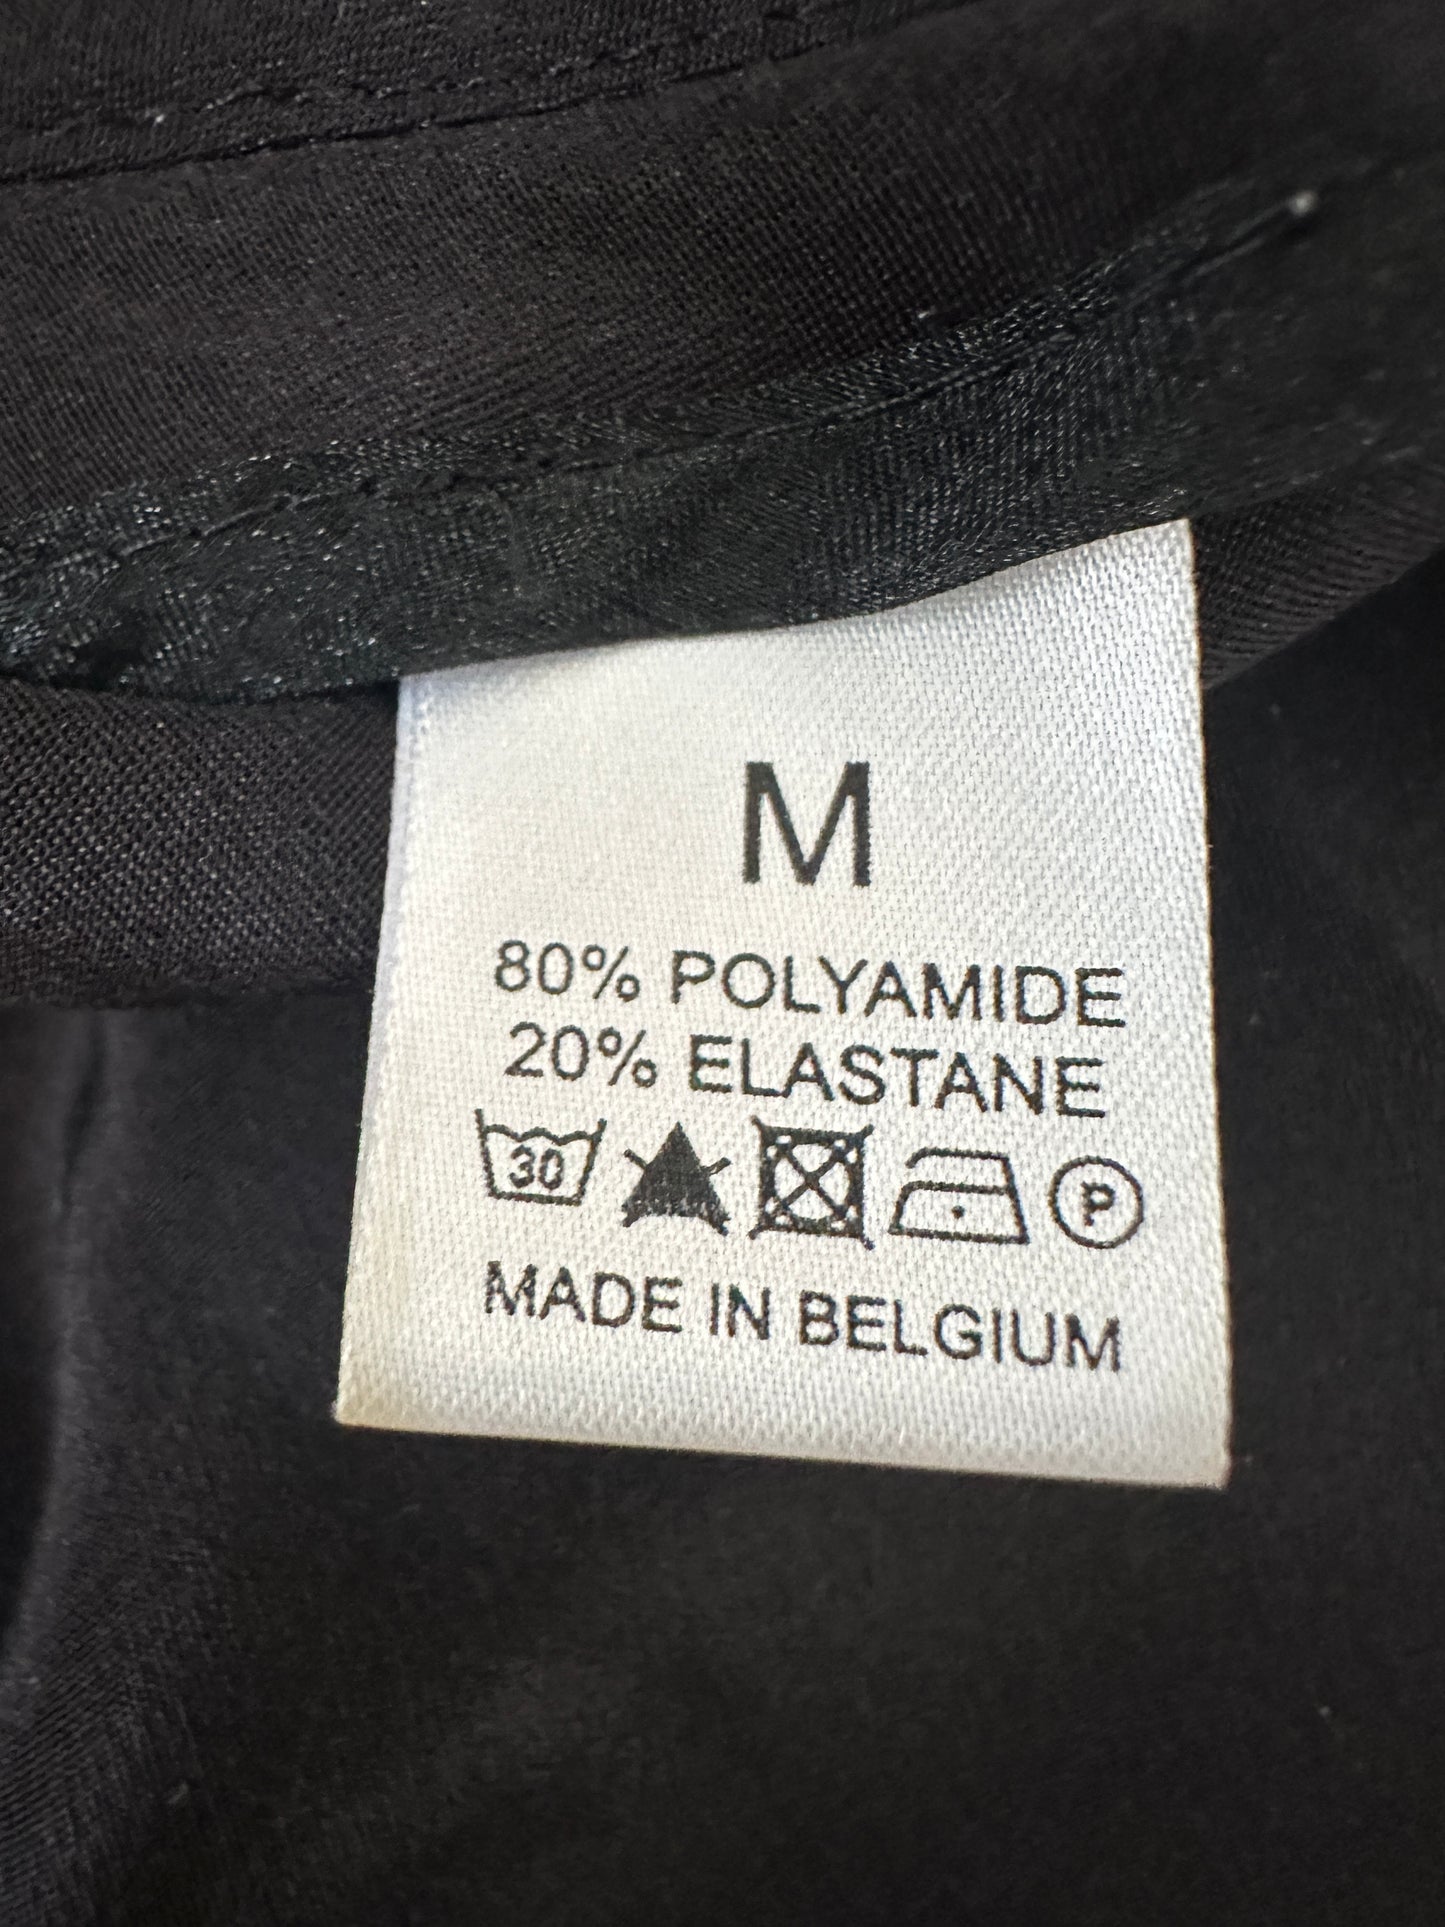 M
80% POLYAMIDE
20% ELASTANE
30 P
MADE IN BELGIUM